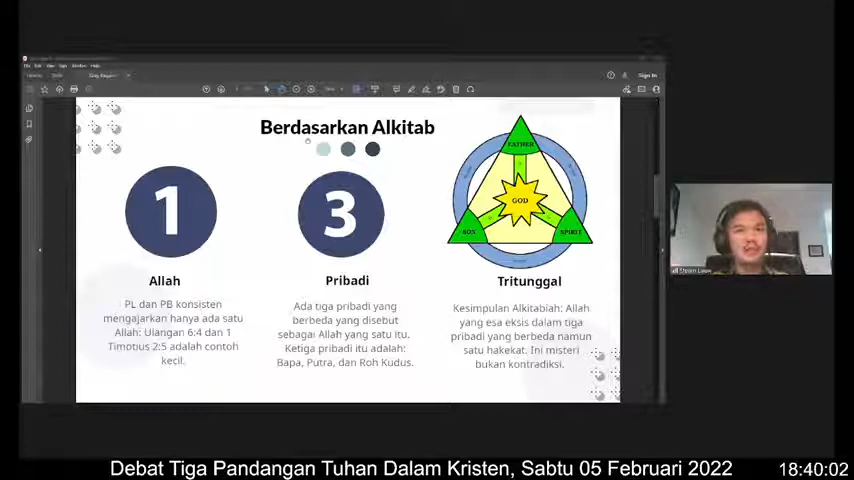 Sign In
Berdasarkan Alkitab
1
3
FATHER
GOD
SON
SPIRIT
Allah
PL dan PB konsisten
mengajarkan hanya ada satu
Allah: Ulangan 6:4 dan 1
Timotius 2:5 adalah contoh
kecil.
Pribadi
Ada tiga pribadi yang
berbeda yang disebut
sebagai Allah yang satu itu.
Ketiga pribadi itu adalah:
Bapa, Putra, dan Roh Kudus.
Tritunggal
Kesimpulan Alkitabiah: Allah
yang esa eksis dalam tiga
pribadi yang berbeda namun
satu hakekat. Ini misteri
bukan kontradiksi.
Debat Tiga Pandangan Tuhan Dalam Kristen, Sabtu 05 Februari 2022
18:40:02